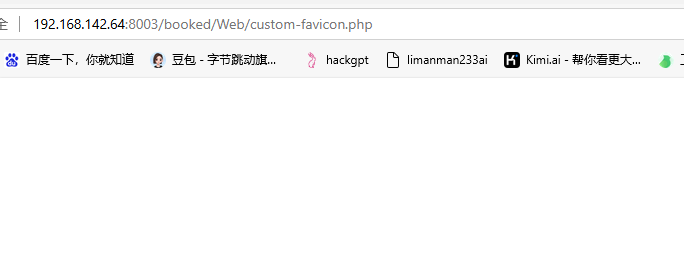 全 192.168.142.64:8003/booked/Web/custom-favicon.php
百度一下，你就知道 豆包 - 字节跳动旗... hackgpt limanman233ai Kimi.ai - 帮你看更大...